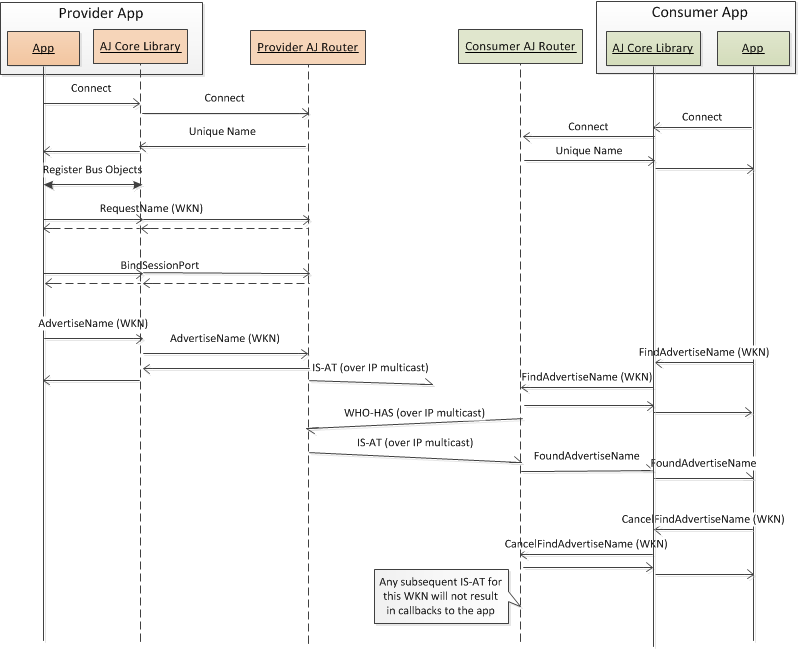 Provider App
Consumer App
App
AJ Core Library
Provider AJ Router
Consumer AJ Router
AJ Core Library
App
Connect
Connect
Connect
Connect
Unique Name
Unique Name
Register Bus Objects
RequestName (WKN)
BindSessionPort
AdvertiseName (WKN)
AdvertiseName (WKN)
FindAdvertiseName (WKN)
IS-AT (over IP multicast)
FindAdvertiseName (WKN)
WHO-HAS (over IP multicast)
IS-AT (over IP multicast)
FoundAdvertiseName
FoundAdvertiseName
CancelFindAdvertiseName (WKN)
CancelFindAdvertiseName (WKN)
Any subsequent IS-AT for
this WKN will not result
in callbacks to the app